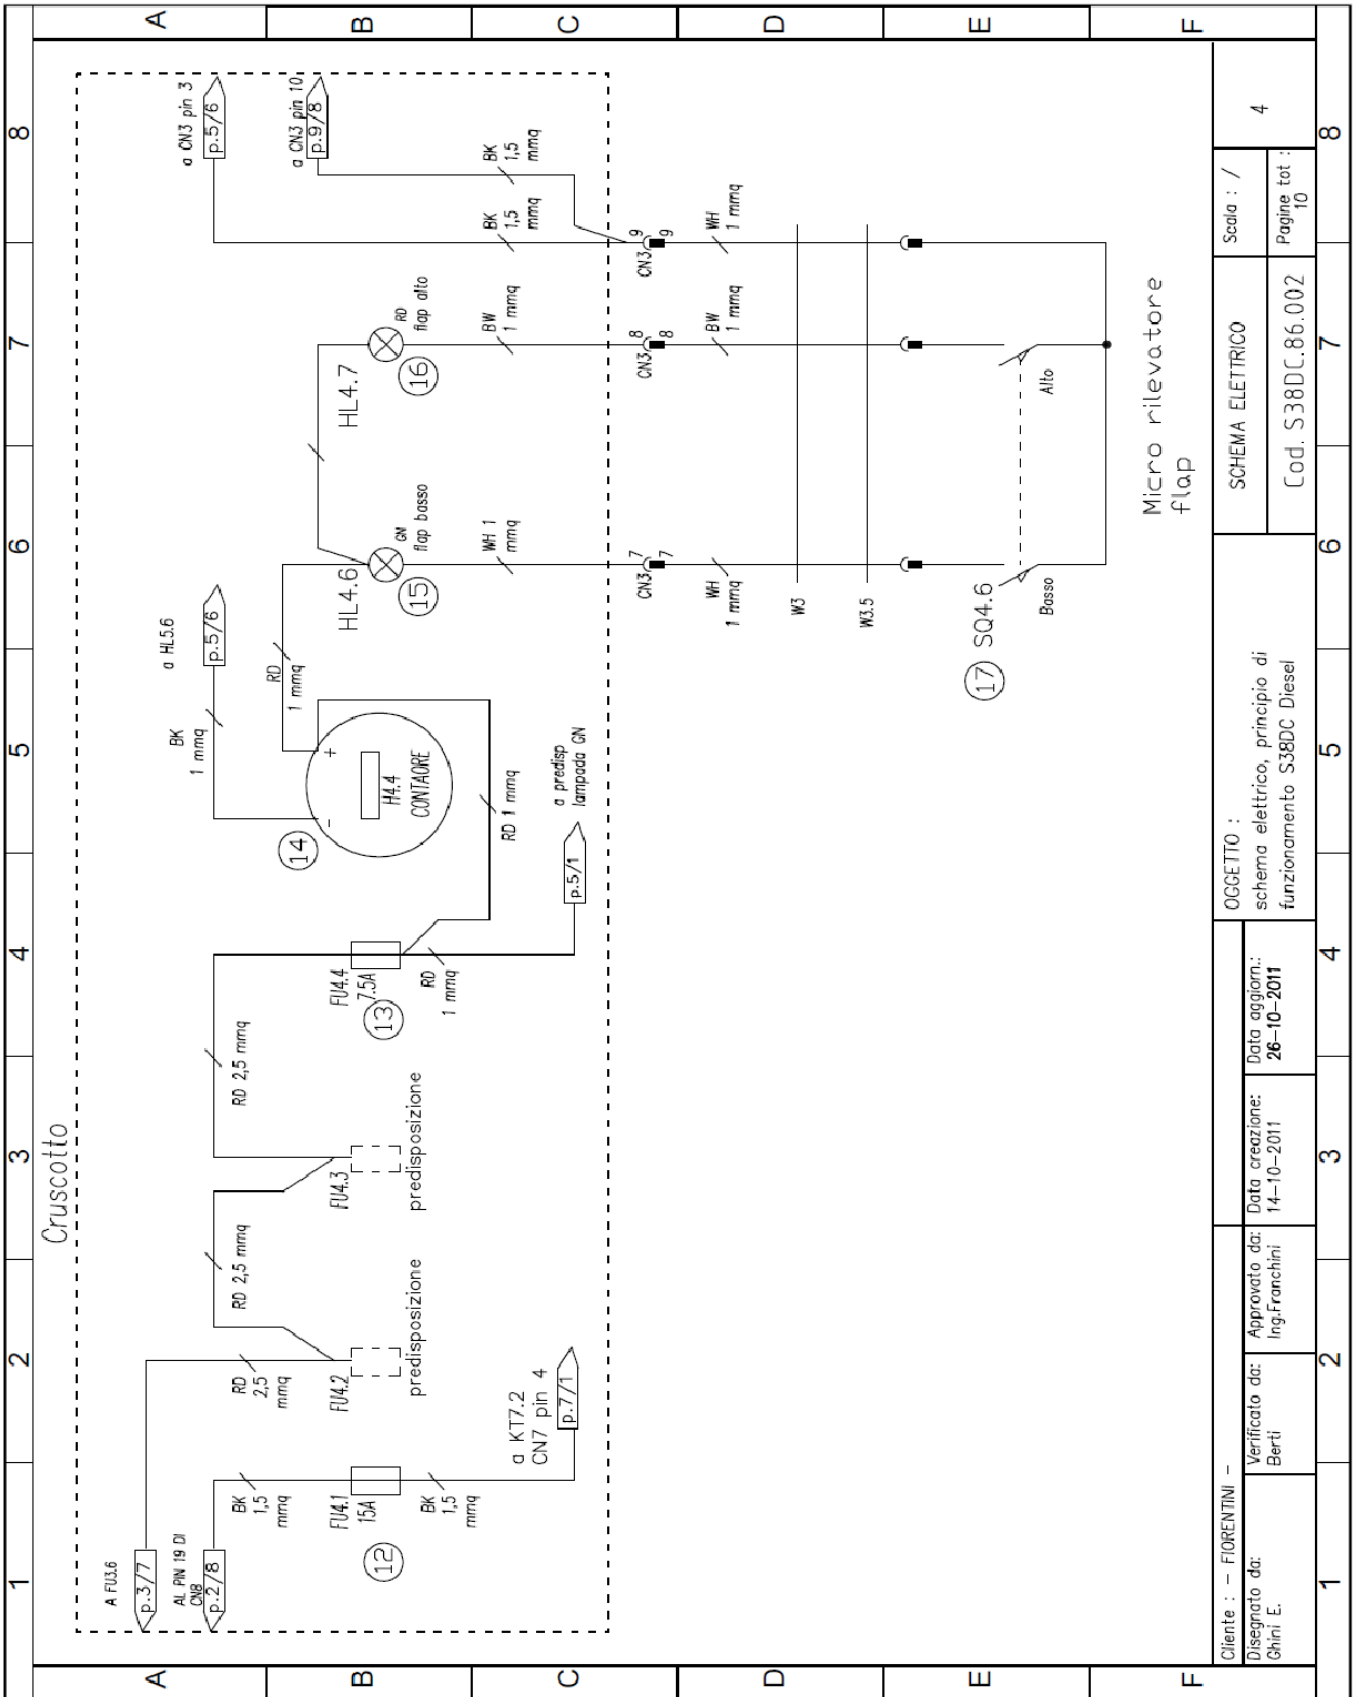 1
2
3
4
5
6
7
8
A
B
C
D
E
F
Cruscotto
A FU3.6
p.3/7
AL PIN 19 DI
CN8
p.2/8
BK
1,5
mmq
FU4.1
15A
12
BK
1,5
mmq
a KT7.2
CN7 pin 4
p.7/1
RD
2,5
mmq
FU4.2
predisposizione
RD 2,5 mmq
FU4.3
predisposizione
RD 2,5 mmq
FU4.4
7.5A
13
RD
1 mmq
a predisp
lampada GN
p.5/1
RD 1 mmq
14
-
+
H4.4
CONTAORE
BK
1 mmq
a HL5.6
p.5/6
RD
1 mmq
HL4.6
15
GN
flap basso
HL4.7
16
RD
flap alto
WH 1
mmq
BW
1 mmq
BK
1,5
mmq
BK
1,5
mmq
a CN3 pin 3
p.5/6
a CN3 pin 10
p.9/8
CN3
7
7
CN3
8
8
CN3
9
9
WH
1 mmq
BW
1 mmq
WH
1 mmq
W3
W3.5
17
SQ4.6
Basso
Alto
Micro rilevatore
flap
Cliente : - FIORENTINI -
Disegnato da:
Ghini E.
Verificato da:
Berti
Approvato da:
Ing.Franchini
Data creazione:
14-10-2011
Data aggiorn.:
26-10-2011
OGGETTO :
schema elettrico, principio di
funzionamento S38DC Diesel
SCHEMA ELETTRICO
Cod. S38DC.86.002
Scala : /
4
Pagine tot :
10
1
2
3
4
5
6
7
8
A
B
C
D
E
F